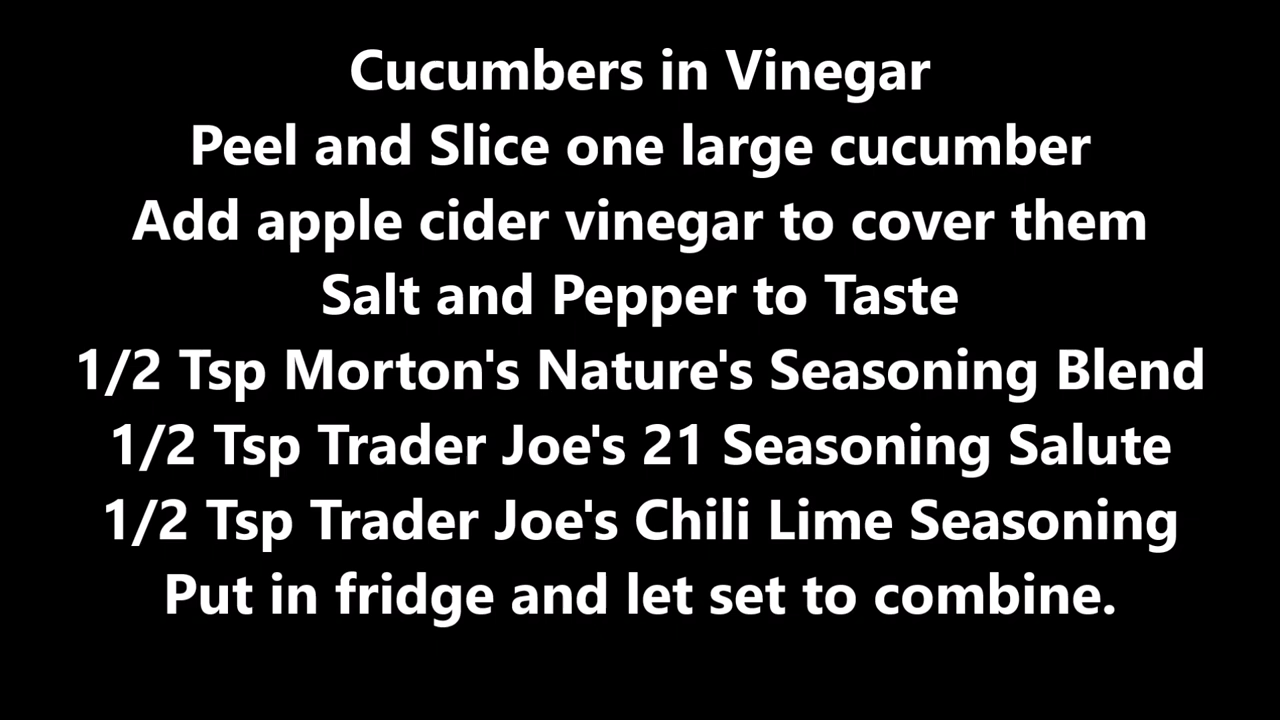 Cucumbers in Vinegar
Peel and Slice one large cucumber
Add apple cider vinegar to cover them
Salt and Pepper to Taste
1/2 Tsp Morton's Nature's Seasoning Blend
1/2 Tsp Trader Joe's 21 Seasoning Salute
1/2 Tsp Trader Joe's Chili Lime Seasoning
Put in fridge and let set to combine.